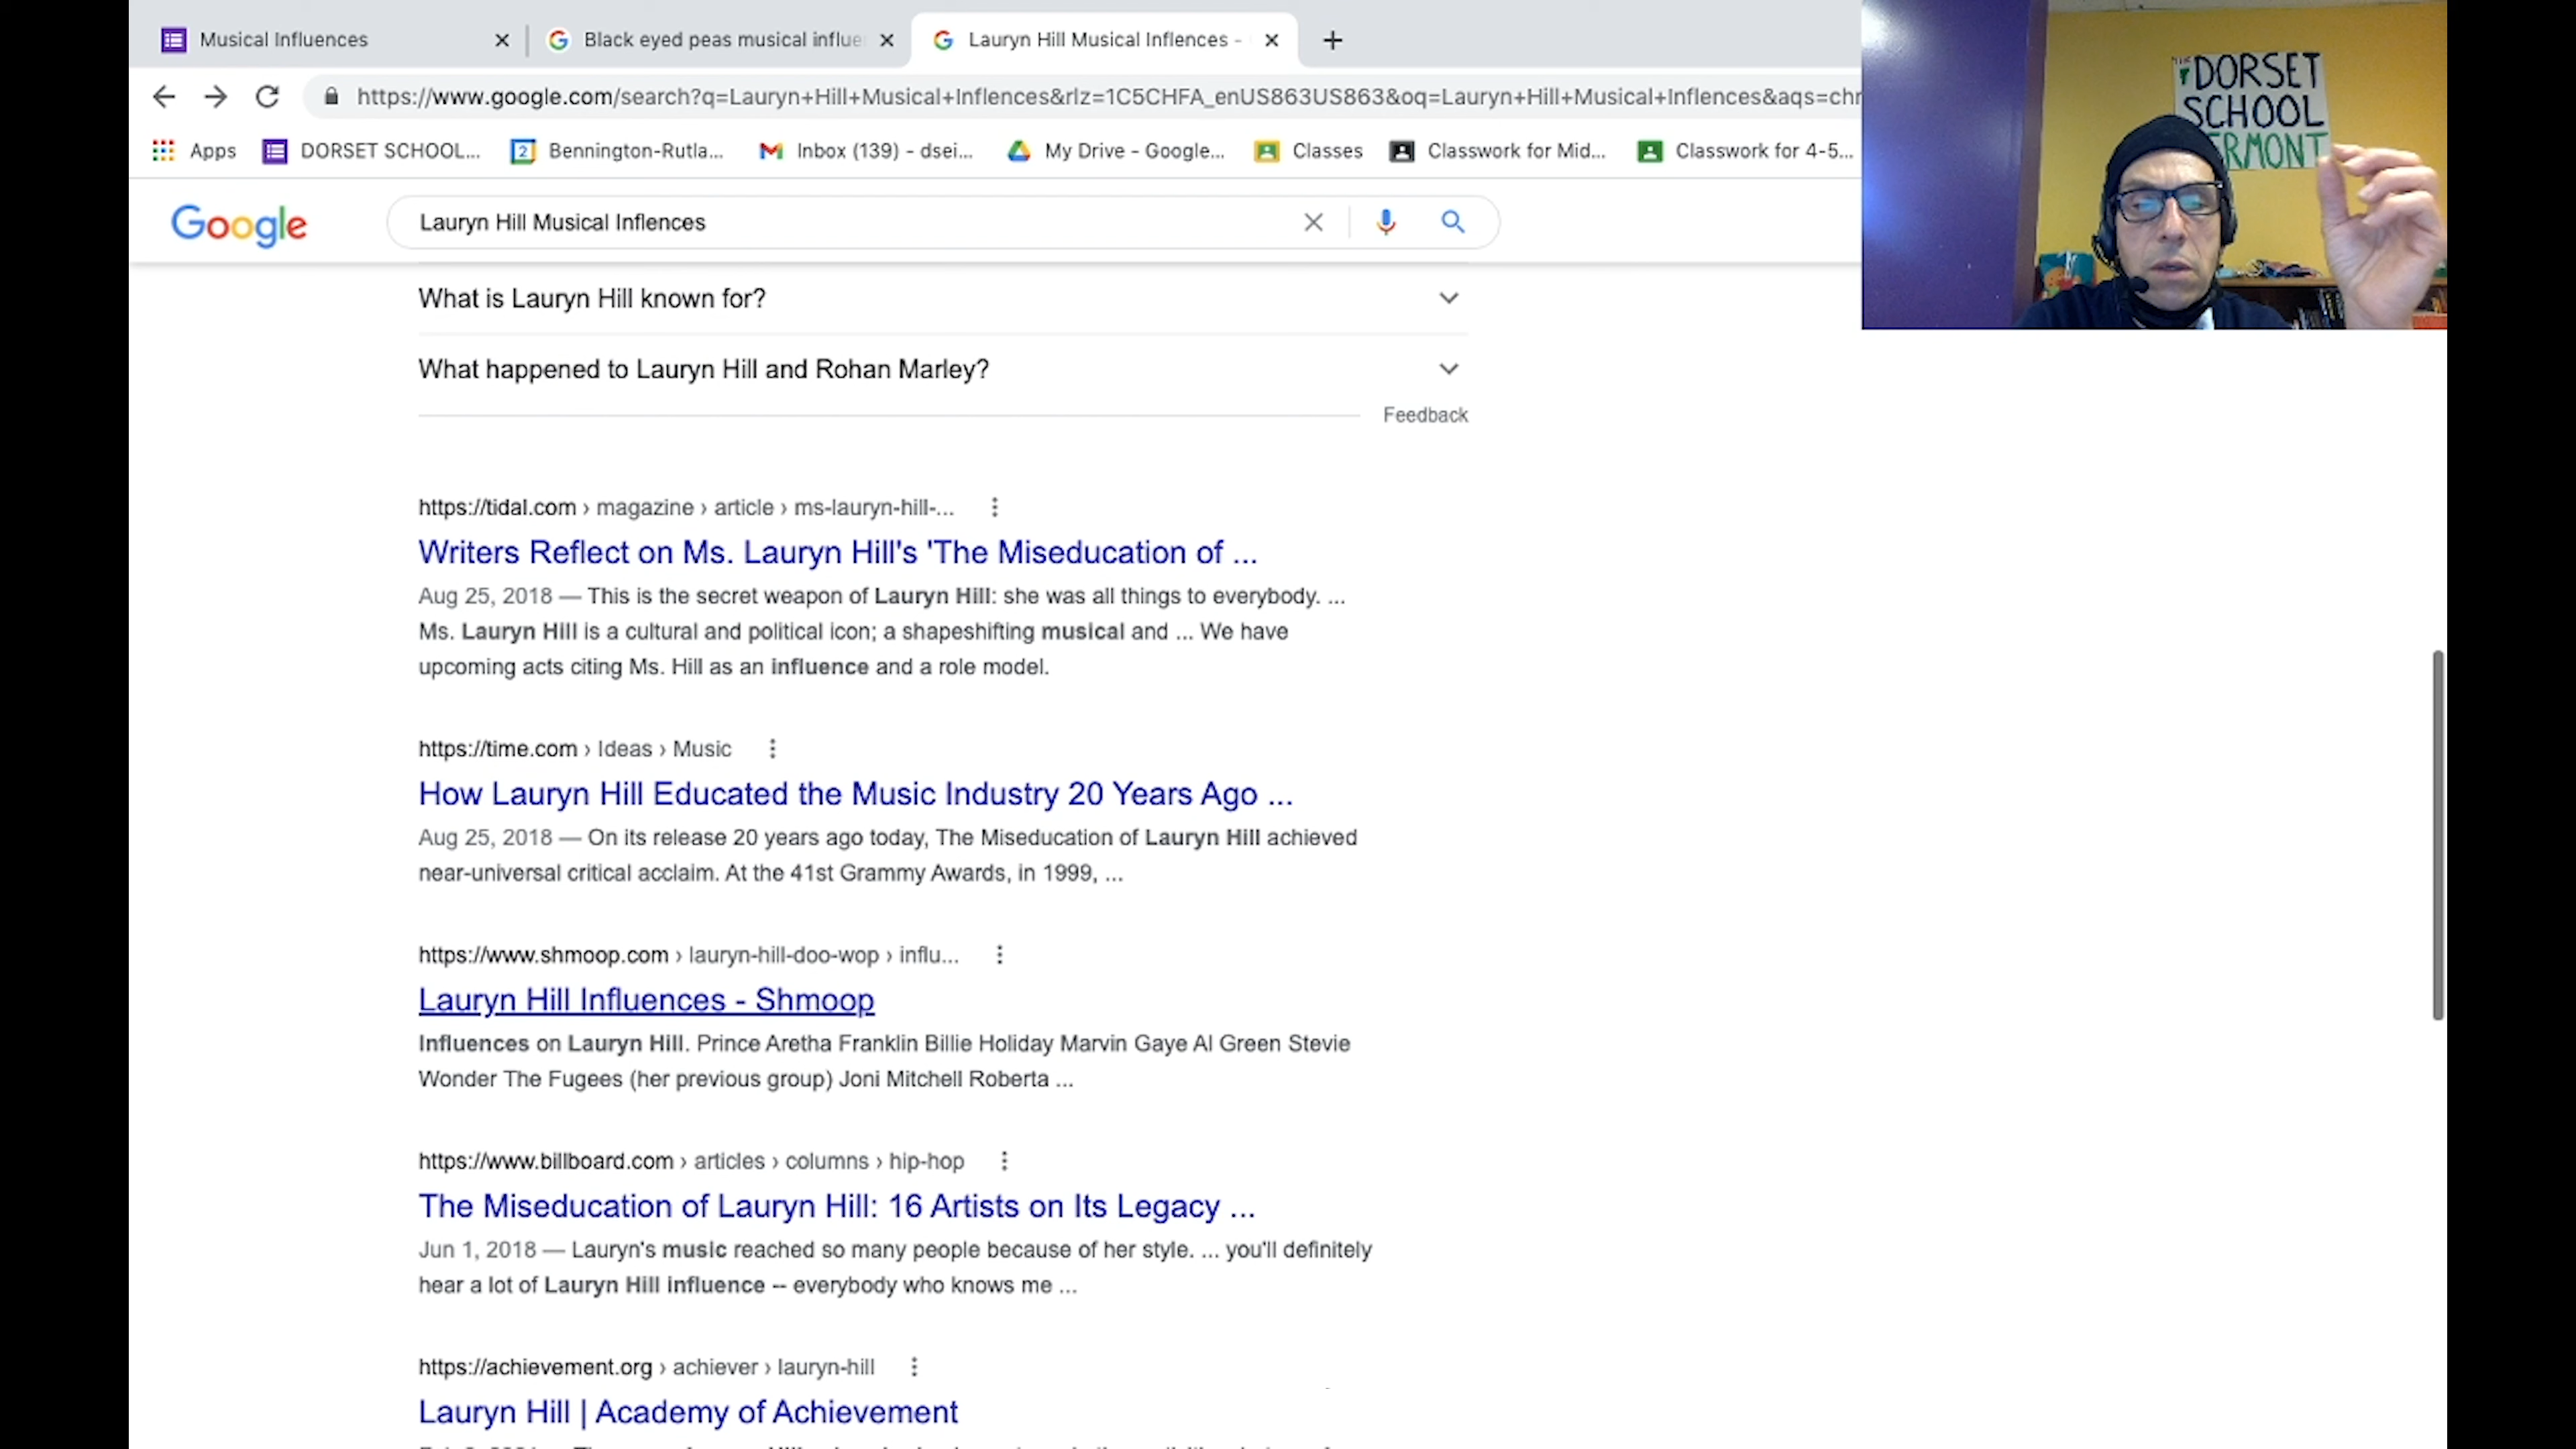 Musical Influences
Black eyed peas musical influe
Lauryn Hill Musical Inflences -
https://www.google.com/search?q=Lauryn+Hill+Musical+Inflences&rlz=1C5CHFA_enUS863US863&oq=Lauryn+Hill+Musical+Inflences&aqs=chr
Apps
DORSET SCHOOL...
2
Bennington-Rutla...
Inbox (139) - dsei...
My Drive - Google...
Classes
Classwork for Mid...
Classwork for 4-5...
DORSET
SCHOOL
ERMONT
Google
Lauryn Hill Musical Inflences
What is Lauryn Hill known for?
What happened to Lauryn Hill and Rohan Marley?
Feedback
https://tidal.com › magazine › article › ms-lauryn-hill-...
Writers Reflect on Ms. Lauryn Hill's 'The Miseducation of ...
Aug 25, 2018 — This is the secret weapon of Lauryn Hill: she was all things to everybody. ...
Ms. Lauryn Hill is a cultural and political icon; a shapeshifting musical and ... We have
upcoming acts citing Ms. Hill as an influence and a role model.
https://time.com › Ideas › Music
How Lauryn Hill Educated the Music Industry 20 Years Ago ...
Aug 25, 2018 — On its release 20 years ago today, The Miseducation of Lauryn Hill achieved
near-universal critical acclaim. At the 41st Grammy Awards, in 1999, ...
https://www.shmoop.com › lauryn-hill-doo-wop › influ...
Lauryn Hill Influences - Shmoop
Influences on Lauryn Hill. Prince Aretha Franklin Billie Holiday Marvin Gaye Al Green Stevie
Wonder The Fugees (her previous group) Joni Mitchell Roberta ...
https://www.billboard.com › articles › columns › hip-hop
The Miseducation of Lauryn Hill: 16 Artists on Its Legacy ...
Jun 1, 2018 — Lauryn's music reached so many people because of her style. ... you'll definitely
hear a lot of Lauryn Hill influence -- everybody who knows me ...
https://achievement.org › achiever › lauryn-hill
Lauryn Hill | Academy of Achievement